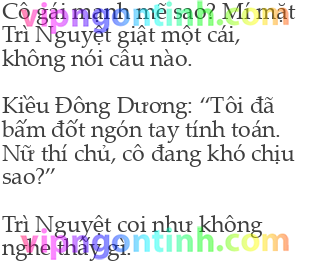 Cô gái mạnh mẽ sao? Mí mắt
Trì Nguyệt giật một cái,
không nói câu nào.
Kiều Đông Dương: “Tôi đã
bấm đốt ngón tay tính toán.
Nữ thí chủ, cô đang khó chịu
sao?”
Trì Nguyệt coi như không
nghe thấy gì.
vipngontinh.com
vipngontinh.com